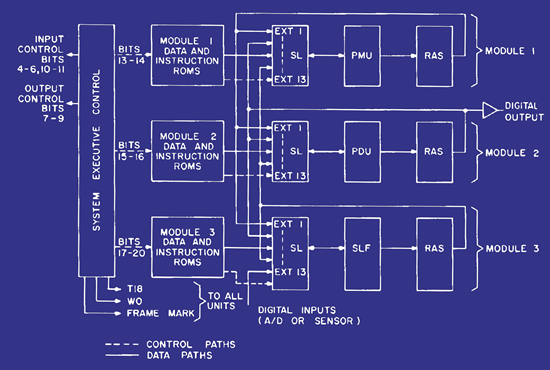 INPUT
CONTROL
BITS
4-6,10-11
OUTPUT
CONTROL
BITS
7-9
SYSTEM EXECUTIVE CONTROL
BITS
13-14
MODULE 1
DATA AND
INSTRUCTION
ROMS
EXT 1
SL
EXT 13
PMU
RAS
MODULE 1
DIGITAL
OUTPUT
BITS
15-16
MODULE 2
DATA AND
INSTRUCTION
ROMS
EXT 1
SL
EXT 13
PDU
RAS
MODULE 2
BITS
17-20
MODULE 3
DATA AND
INSTRUCTION
ROMS
EXT 1
SL
EXT 13
SLF
RAS
MODULE 3
T18
WO
FRAME MARK
TO ALL
UNITS
DIGITAL INPUTS
(A/D OR SENSOR)
CONTROL PATHS
DATA PATHS